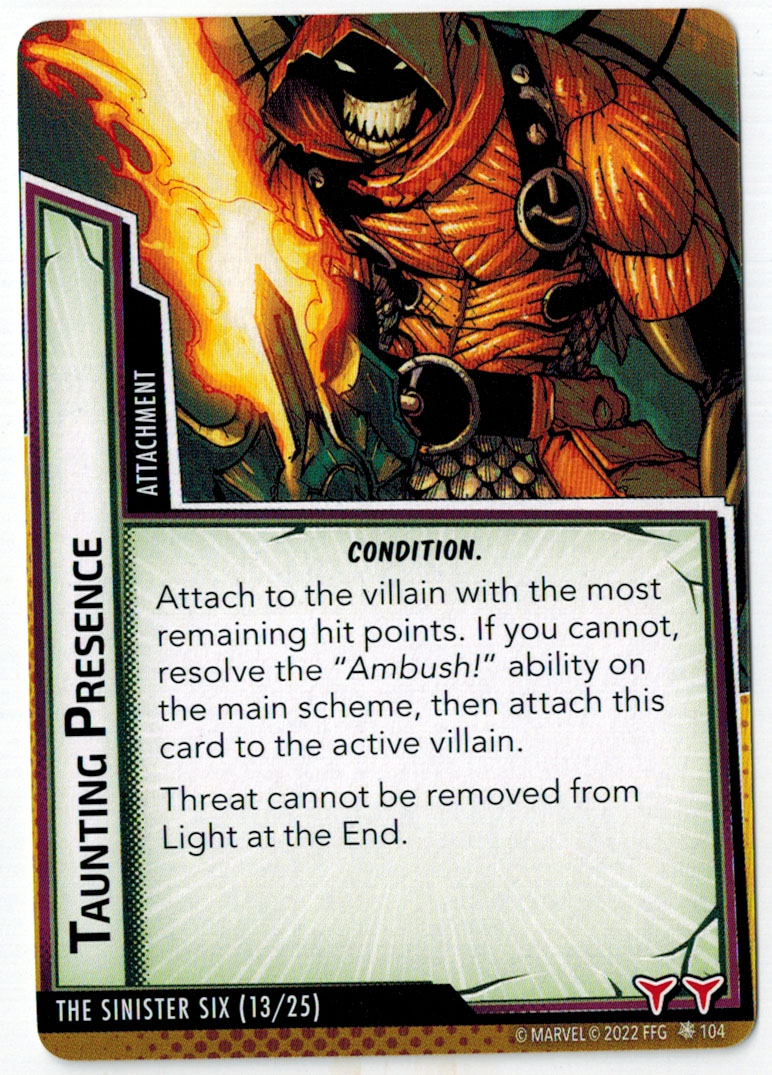 ATTACHMENT
TAUNTING PRESENCE
CONDITION.
Attach to the villain with the most
remaining hit points. If you cannot,
resolve the "Ambush!" ability on
the main scheme, then attach this
card to the active villain.
Threat cannot be removed from
Light at the End.
THE SINISTER SIX (13/25)
© MARVEL © 2022 FFG 104